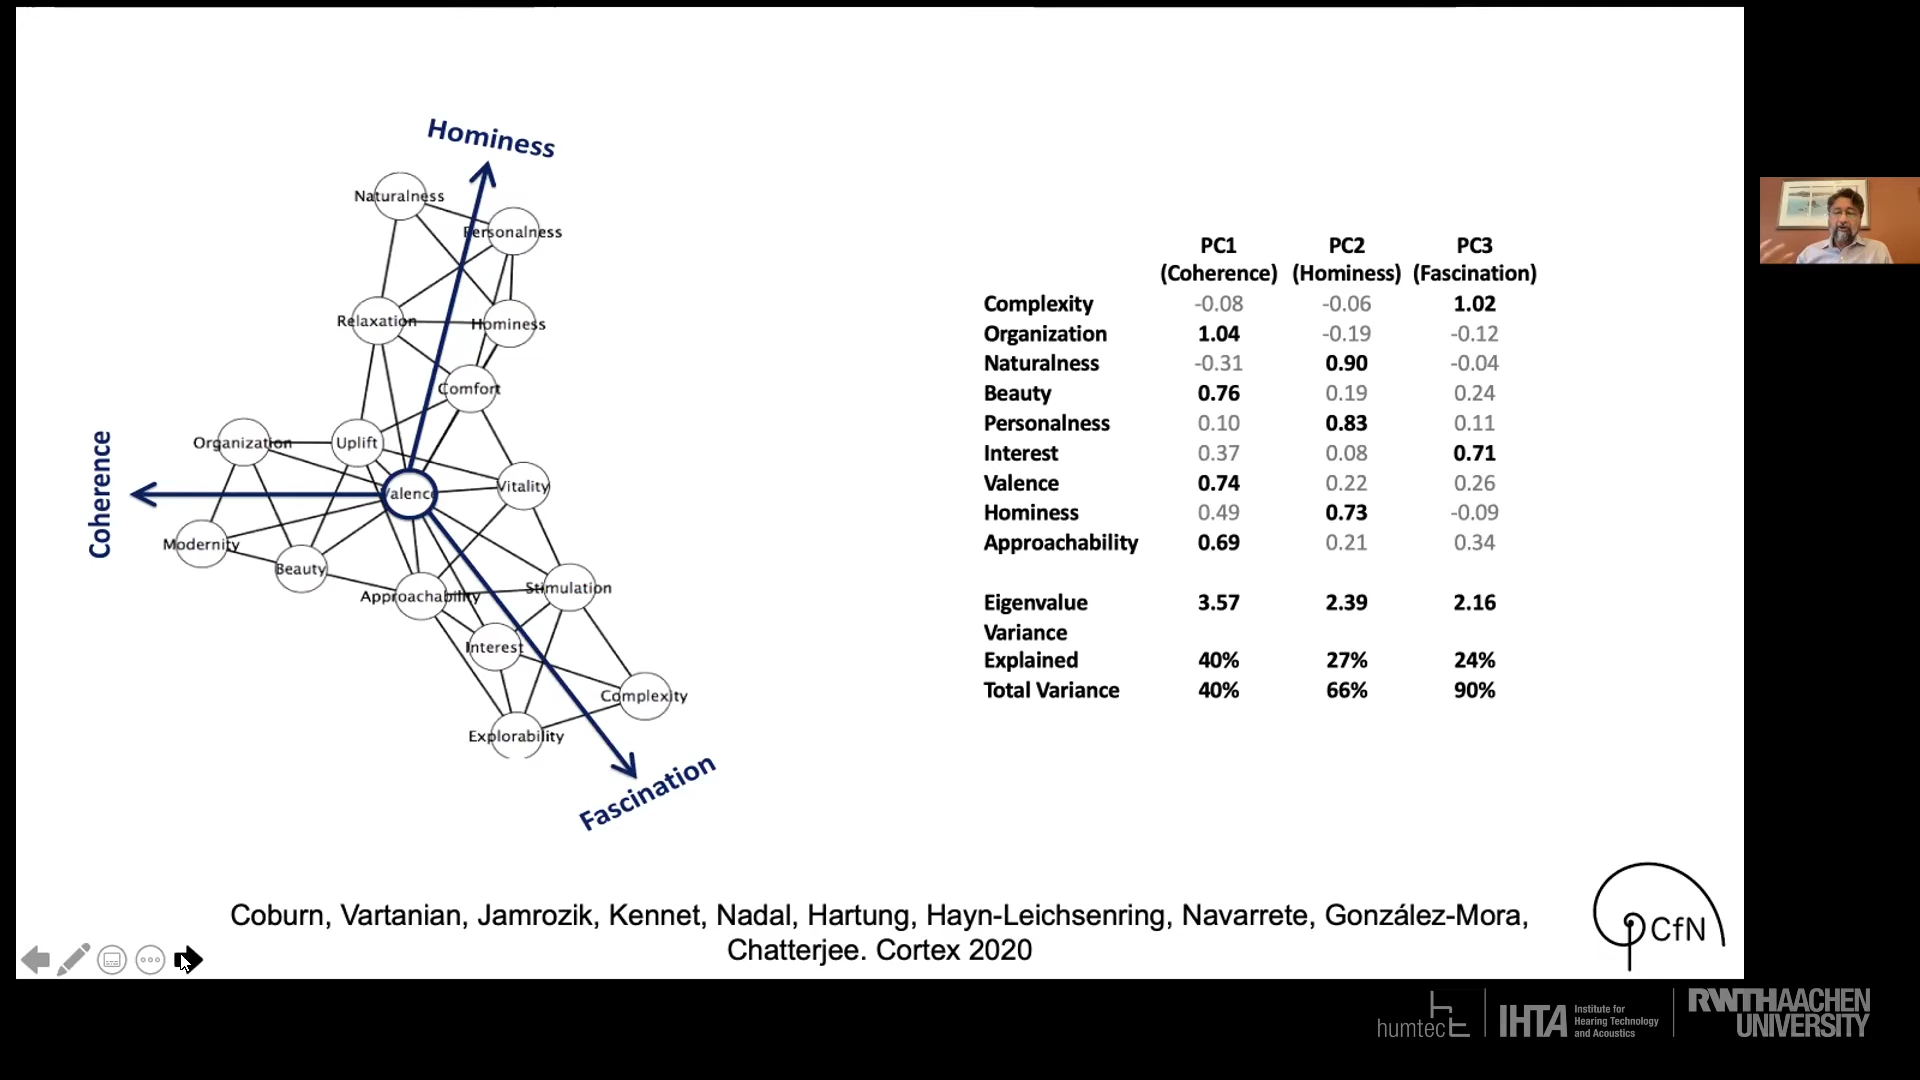 Hominess
Naturalness
Personalness
Relaxation
Hominess
Comfort
Organization
Uplift
Coherence
Valence
Vitality
Modernity
Beauty
Approachability
Stimulation
Interest
Complexity
Explorability
Fascination
PC1 PC2 PC3
(Coherence) (Hominess) (Fascination)
Complexity -0.08 -0.06 1.02
Organization 1.04 -0.19 -0.12
Naturalness -0.31 0.90 -0.04
Beauty 0.76 0.19 0.24
Personalness 0.10 0.83 0.11
Interest 0.37 0.08 0.71
Valence 0.74 0.22 0.26
Hominess 0.49 0.73 -0.09
Approachability 0.69 0.21 0.34
Eigenvalue 3.57 2.39 2.16
Variance
Explained 40% 27% 24%
Total Variance 40% 66% 90%
Coburn, Vartanian, Jamrozik, Kennet, Nadal, Hartung, Hayn-Leichsenring, Navarrete, González-Mora,
Chatterjee. Cortex 2020
CfN
humtec
IHTA
Institute for
Hearing Technology
and Acoustics
RWTHAACHEN
UNIVERSITY